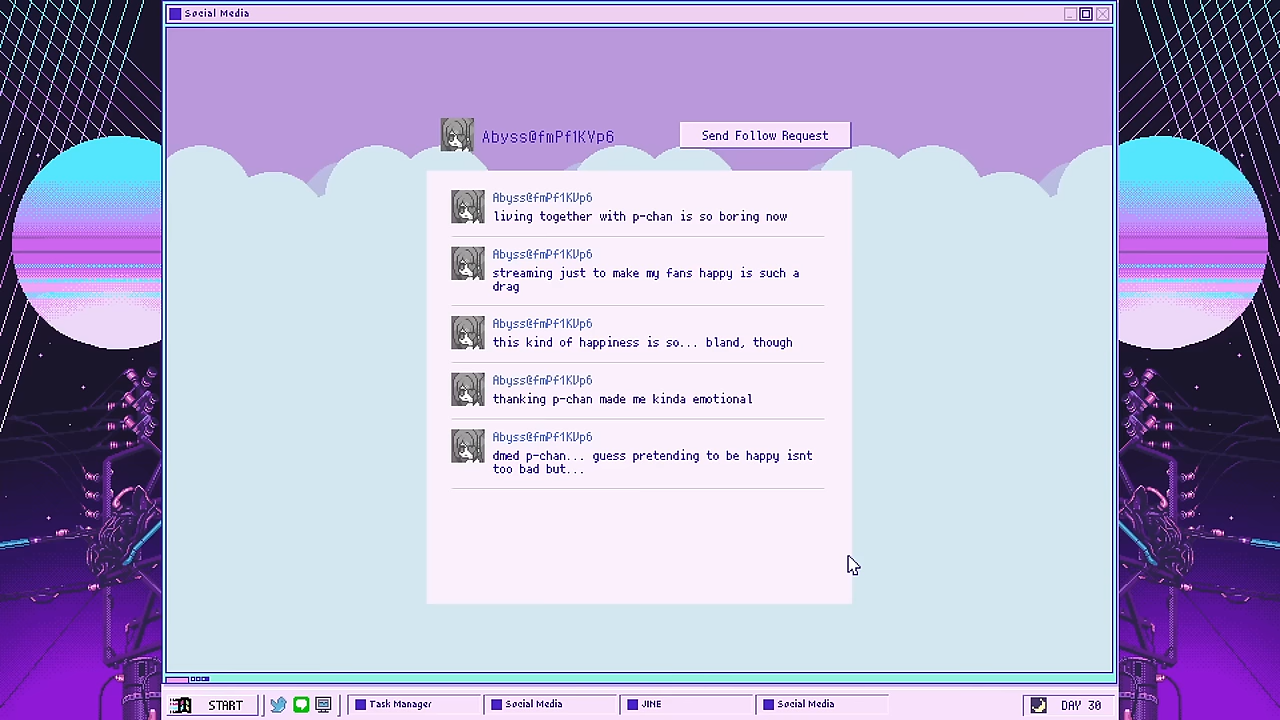 Social Media
Abyss@fmPf1KVp6
Send Follow Request
Abyss@fmPf1KVp6
living together with p-chan is so boring now
Abyss@fmPf1KVp6
streaming just to make my fans happy is such a
drag
Abyss@fmPf1KVp6
this kind of happiness is so... bland, though
Abyss@fmPf1KVp6
thanking p-chan made me kinda emotional
Abyss@fmPf1KVp6
dmed p-chan... guess pretending to be happy isnt
too bad but...
START
Task Manager
Social Media
JINE
Social Media
DAY 30